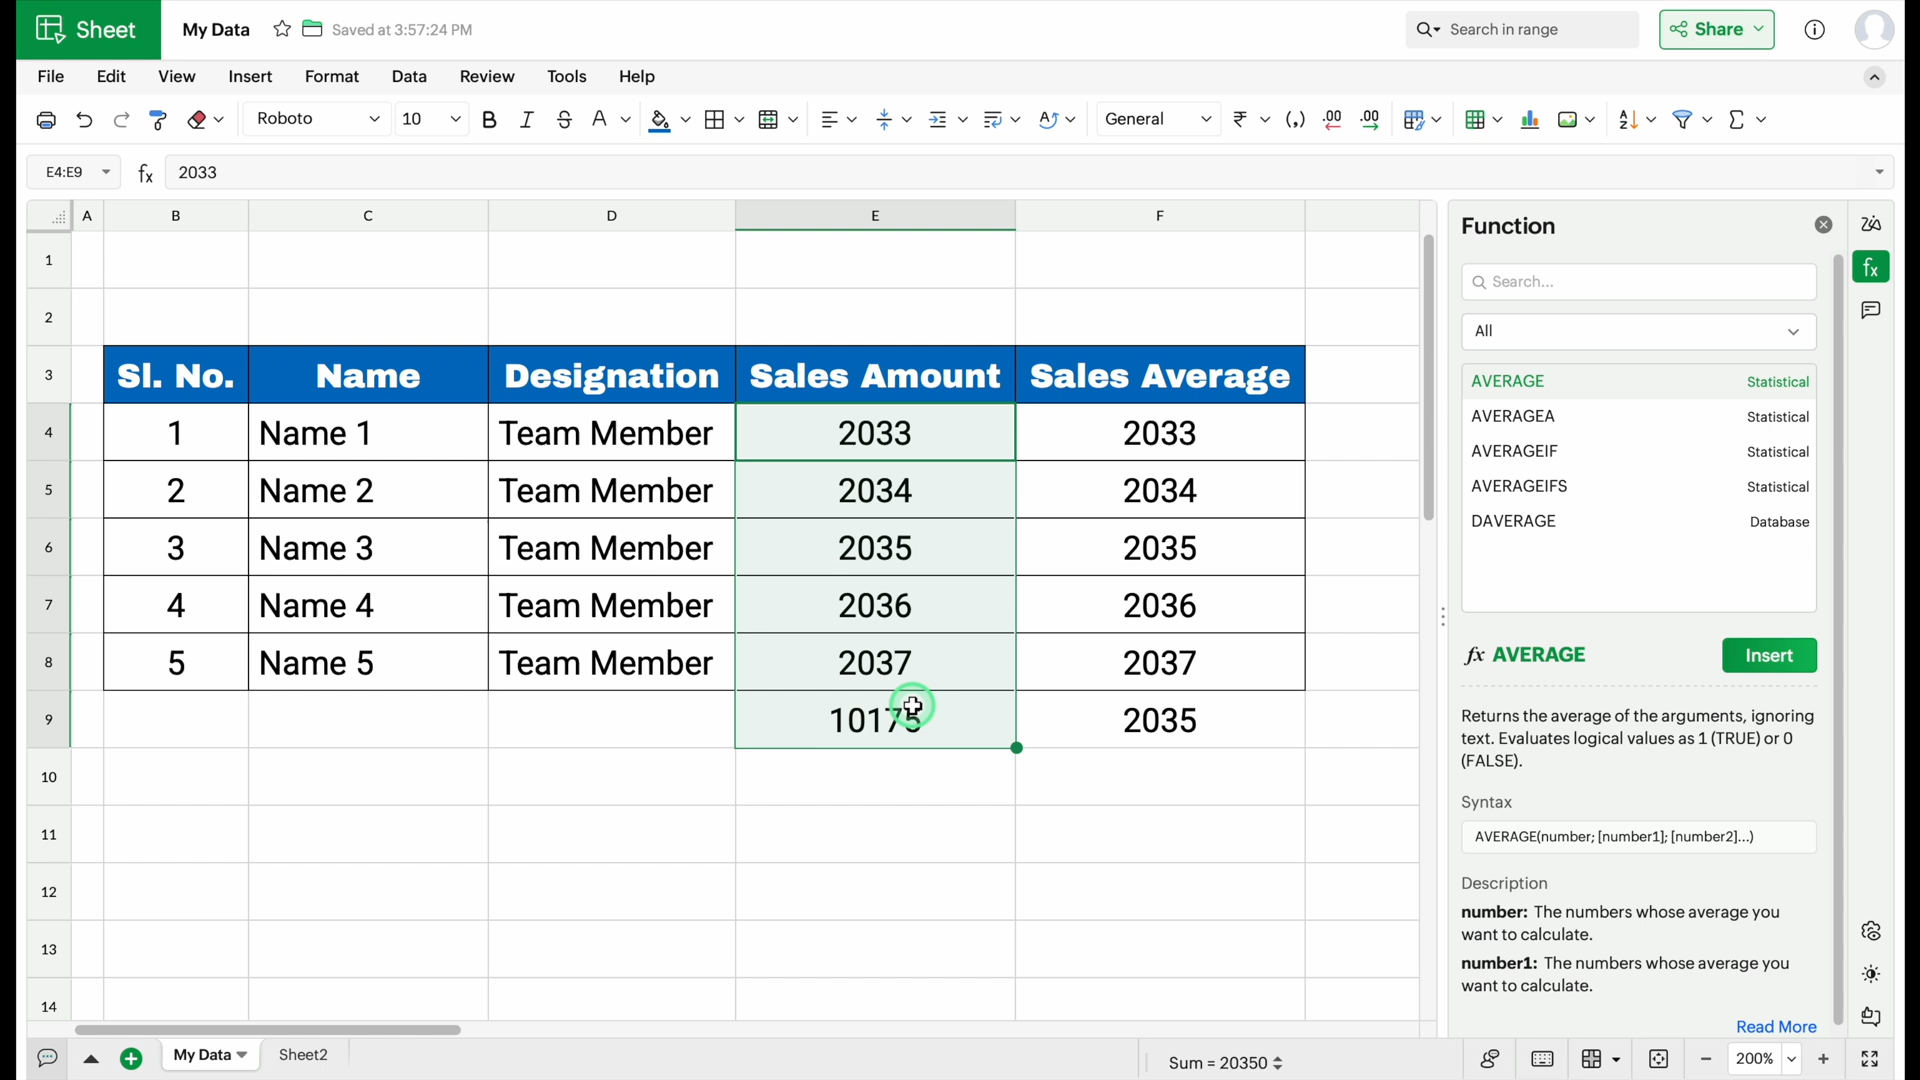 Sheet
My Data Saved at 3:57:24 PM
Search in range
Share
File Edit View Insert Format Data Review Tools Help
Roboto 10 General
E4:E9 fx 2033
A B C D E F
1
2
3 Sl. No. Name Designation Sales Amount Sales Average
4 1 Name 1 Team Member 2033 2033
5 2 Name 2 Team Member 2034 2034
6 3 Name 3 Team Member 2035 2035
7 4 Name 4 Team Member 2036 2036
8 5 Name 5 Team Member 2037 2037
9 10175 2035
10
11
12
13
14
Function
Search...
All
AVERAGE Statistical
AVERAGEA Statistical
AVERAGEIF Statistical
AVERAGEIFS Statistical
DAVERAGE Database
fx AVERAGE Insert
Returns the average of the arguments, ignoring
text. Evaluates logical values as 1 (TRUE) or 0
(FALSE).
Syntax
AVERAGE(number; [number1]; [number2]...)
Description
number: The numbers whose average you
want to calculate.
number1: The numbers whose average you
want to calculate.
Read More
My Data Sheet2 Sum = 20350 200%